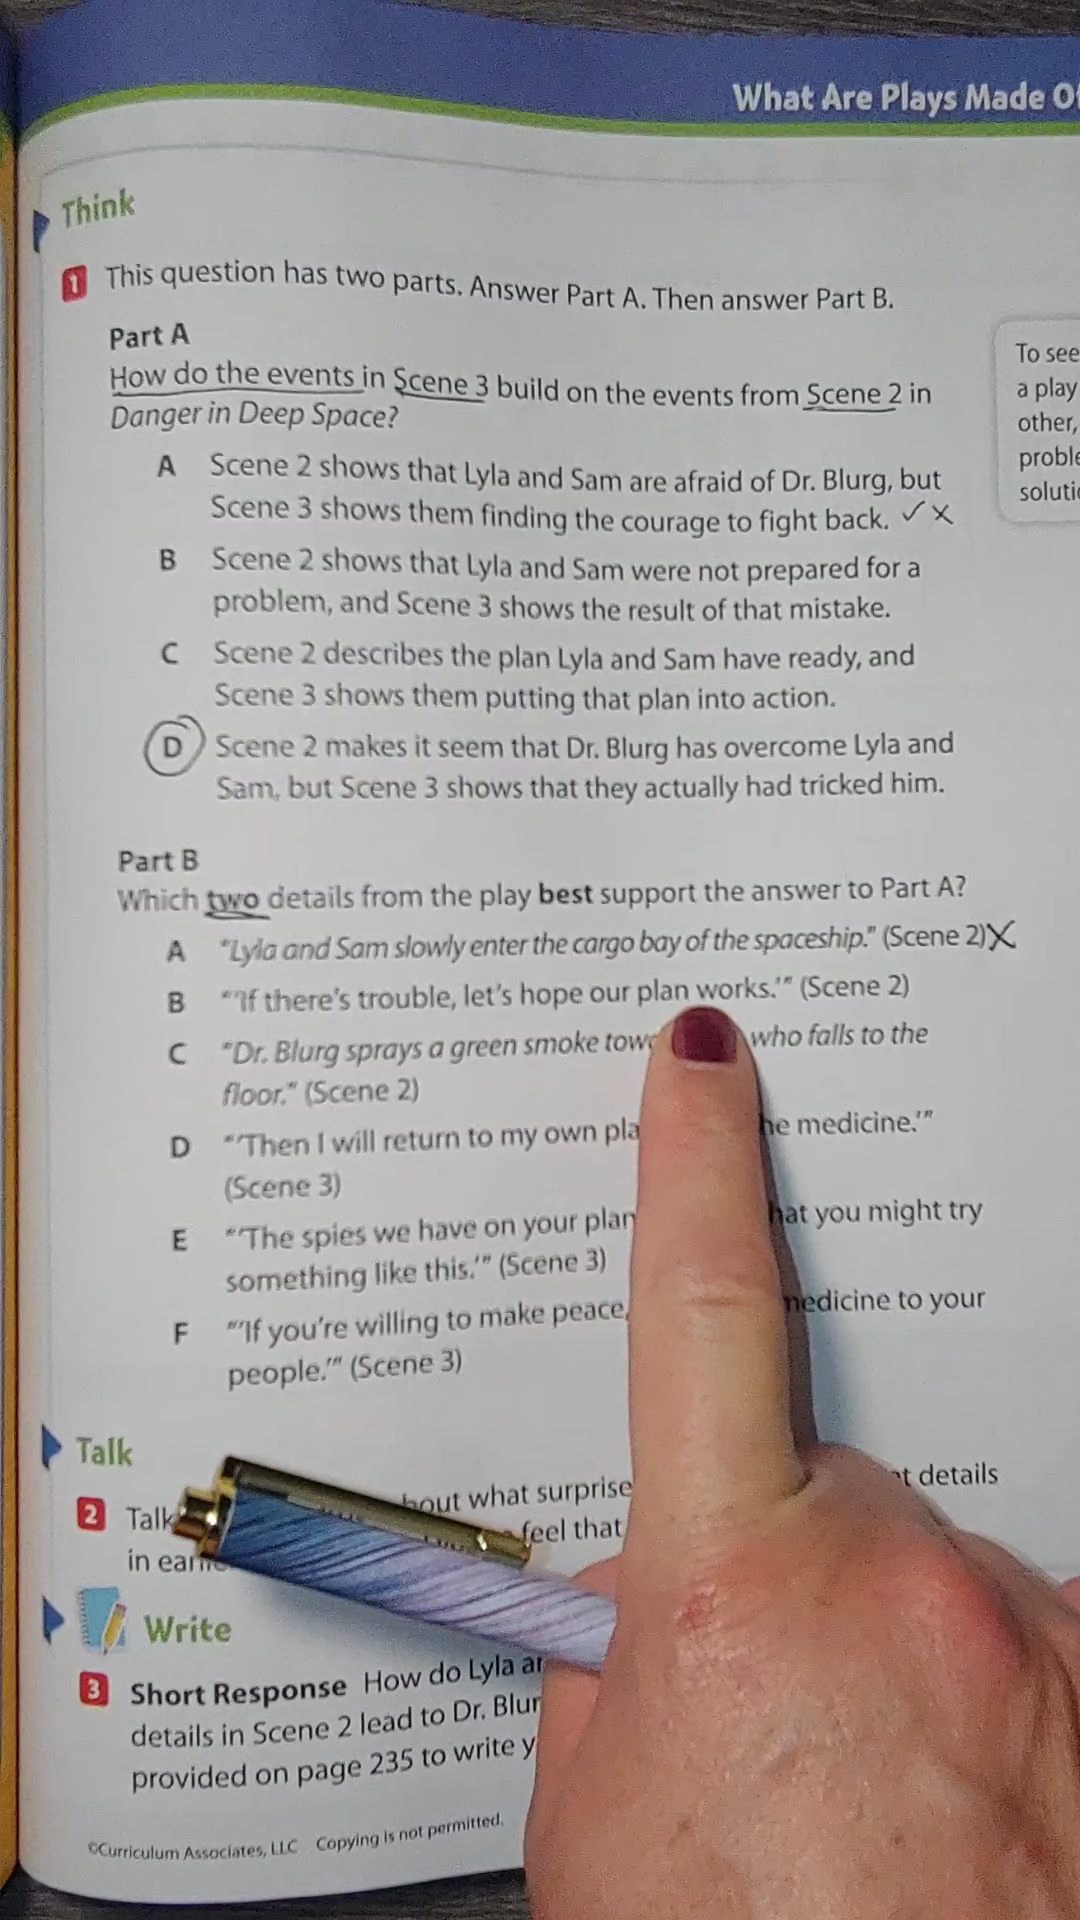 What Are Plays Made
Think
1 This question has two parts. Answer Part A. Then answer Part B.
Part A
How do the events in Scene 3 build on the events from Scene 2 in
Danger in Deep Space?
To see
a play
other,
A Scene 2 shows that Lyla and Sam are afraid of Dr. Blurg, but
Scene 3 shows them finding the courage to fight back. ✓ X
B Scene 2 shows that Lyla and Sam were not prepared for a
problem, and Scene 3 shows the result of that mistake.
C Scene 2 describes the plan Lyla and Sam have ready, and
Scene 3 shows them putting that plan into action.
D Scene 2 makes it seem that Dr. Blurg has overcome Lyla and
Sam, but Scene 3 shows that they actually had tricked him.
Part B
Which two details from the play best support the answer to Part A?
A "Lyla and Sam slowly enter the cargo bay of the spaceship." (Scene 2) X
B "'If there's trouble, let's hope our plan works.'" (Scene 2)
C "Dr. Blurg sprays a green smoke who falls to the
floor." (Scene 2)
D "'Then I will return to my own medicine.'"
(Scene 3)
E "'The spies we have on your you might try
something like this.'" (Scene 3)
F "'If you're willing to make peace, medicine to your
people.'" (Scene 3)
Talk
2 Talk what details
feel that
in
Write
3 Short Response How do Lyla
details in Scene 2 lead to Dr.
provided on page 235 to write
©Curriculum Associates, LLC Copying is not permitted.